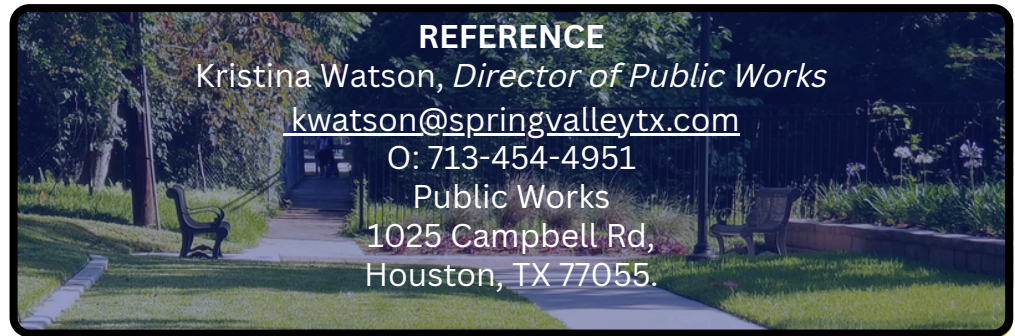 REFERENCE
Kristina Watson, Director of Public Works
kwatson@springvalleytx.com
O: 713-454-4951
Public Works
1025 Campbell Rd,
Houston, TX 77055.